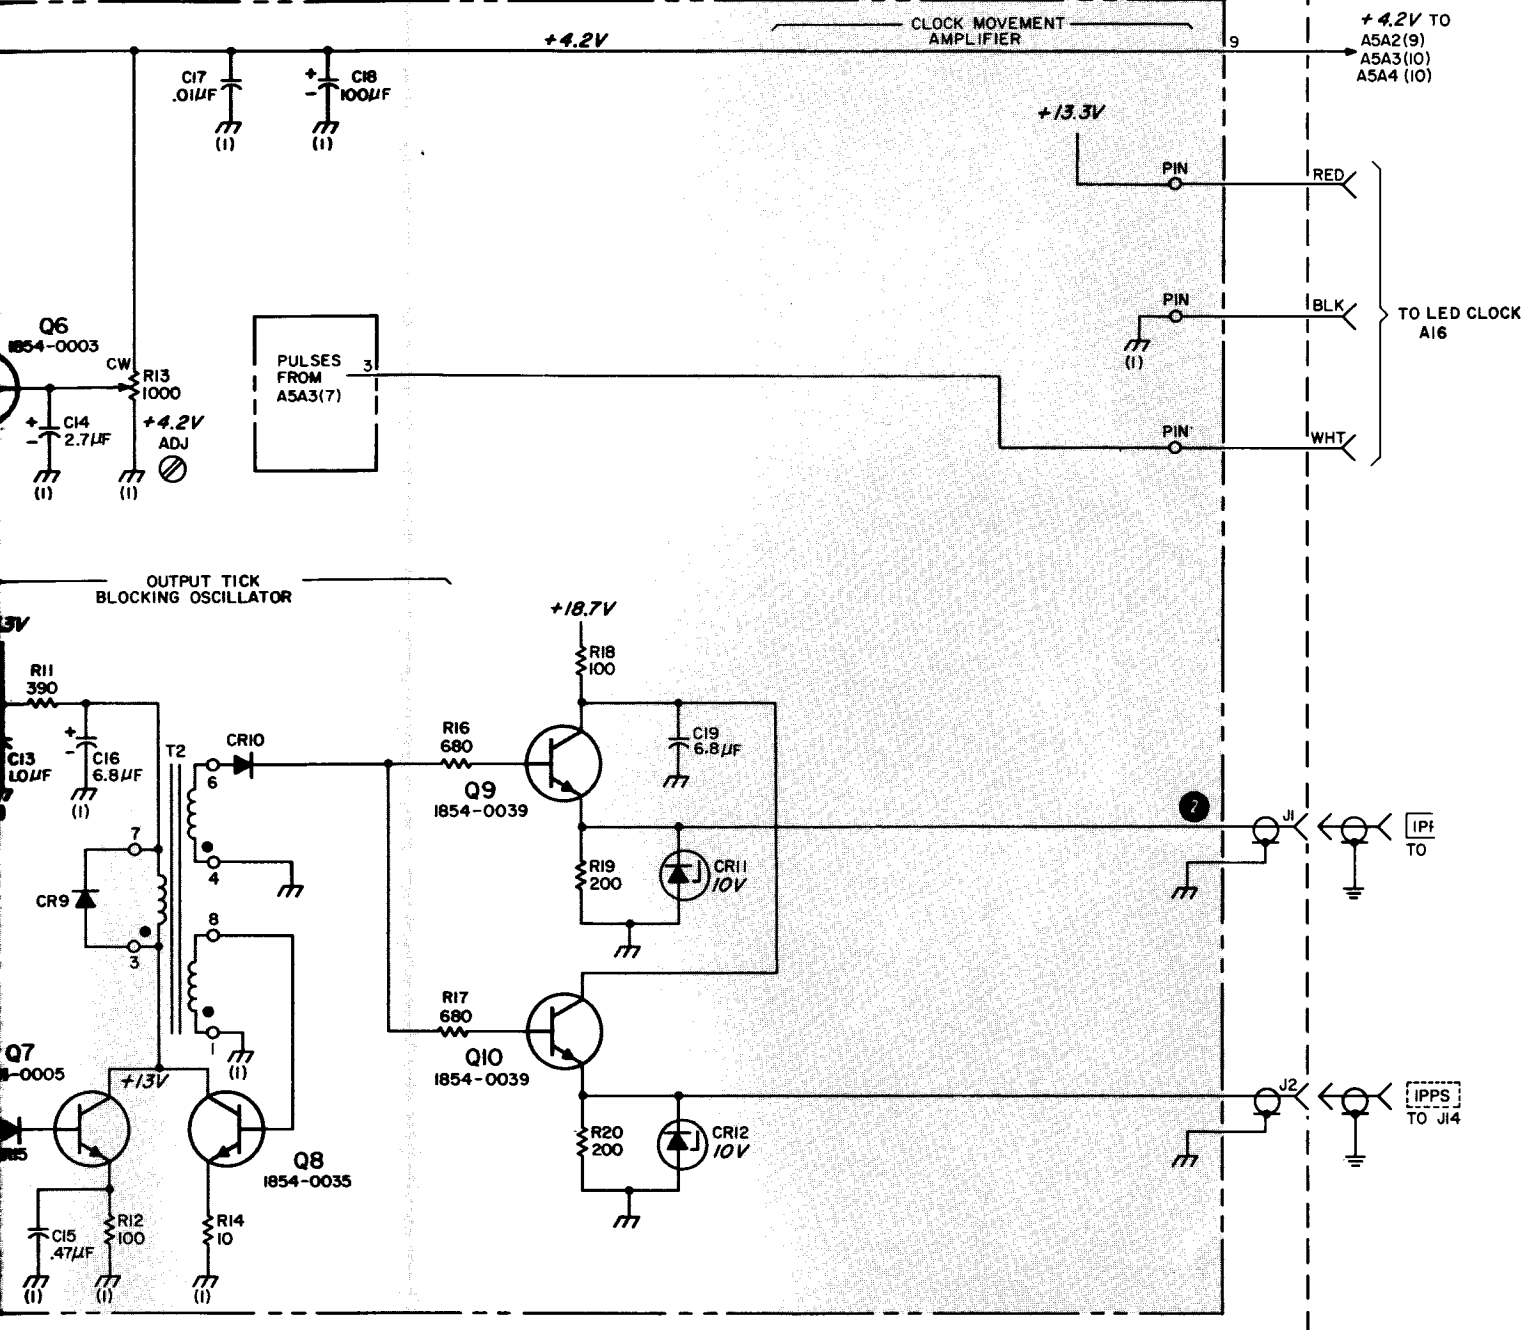 CLOCK MOVEMENT
AMPLIFIER
+4.2V
9
+4.2V TO
A5A2(9)
A5A3(10)
A5A4 (10)
C17
.01µF
(1)
+
-
C18
100µF
(1)
+13.3V
PIN
RED
PIN
BLK
(1)
TO LED CLOCK
A16
PIN
WHT
Q6
1854-0003
CW
R13
1000
+
-
C14
2.7µF
+4.2V
ADJ
(1)
(1)
PULSES
FROM
A5A3(7)
3
OUTPUT TICK
BLOCKING OSCILLATOR
3V
+18.7V
R18
100
R11
390
+
-
C16
6.8µF
(1)
C13
1.0µF
T2
CR10
6
4
R16
680
Q9
1854-0039
C19
6.8µF
2
J1
1PP
TO
7
CR9
3
8
1
(1)
R19
200
CR11
10V
R17
680
Q10
1854-0039
Q7
-0005
+13V
Q8
1854-0035
R20
200
CR12
10V
J2
1PPS
TO J14
C15
.47µF
(1)
R12
100
(1)
R14
10
(1)